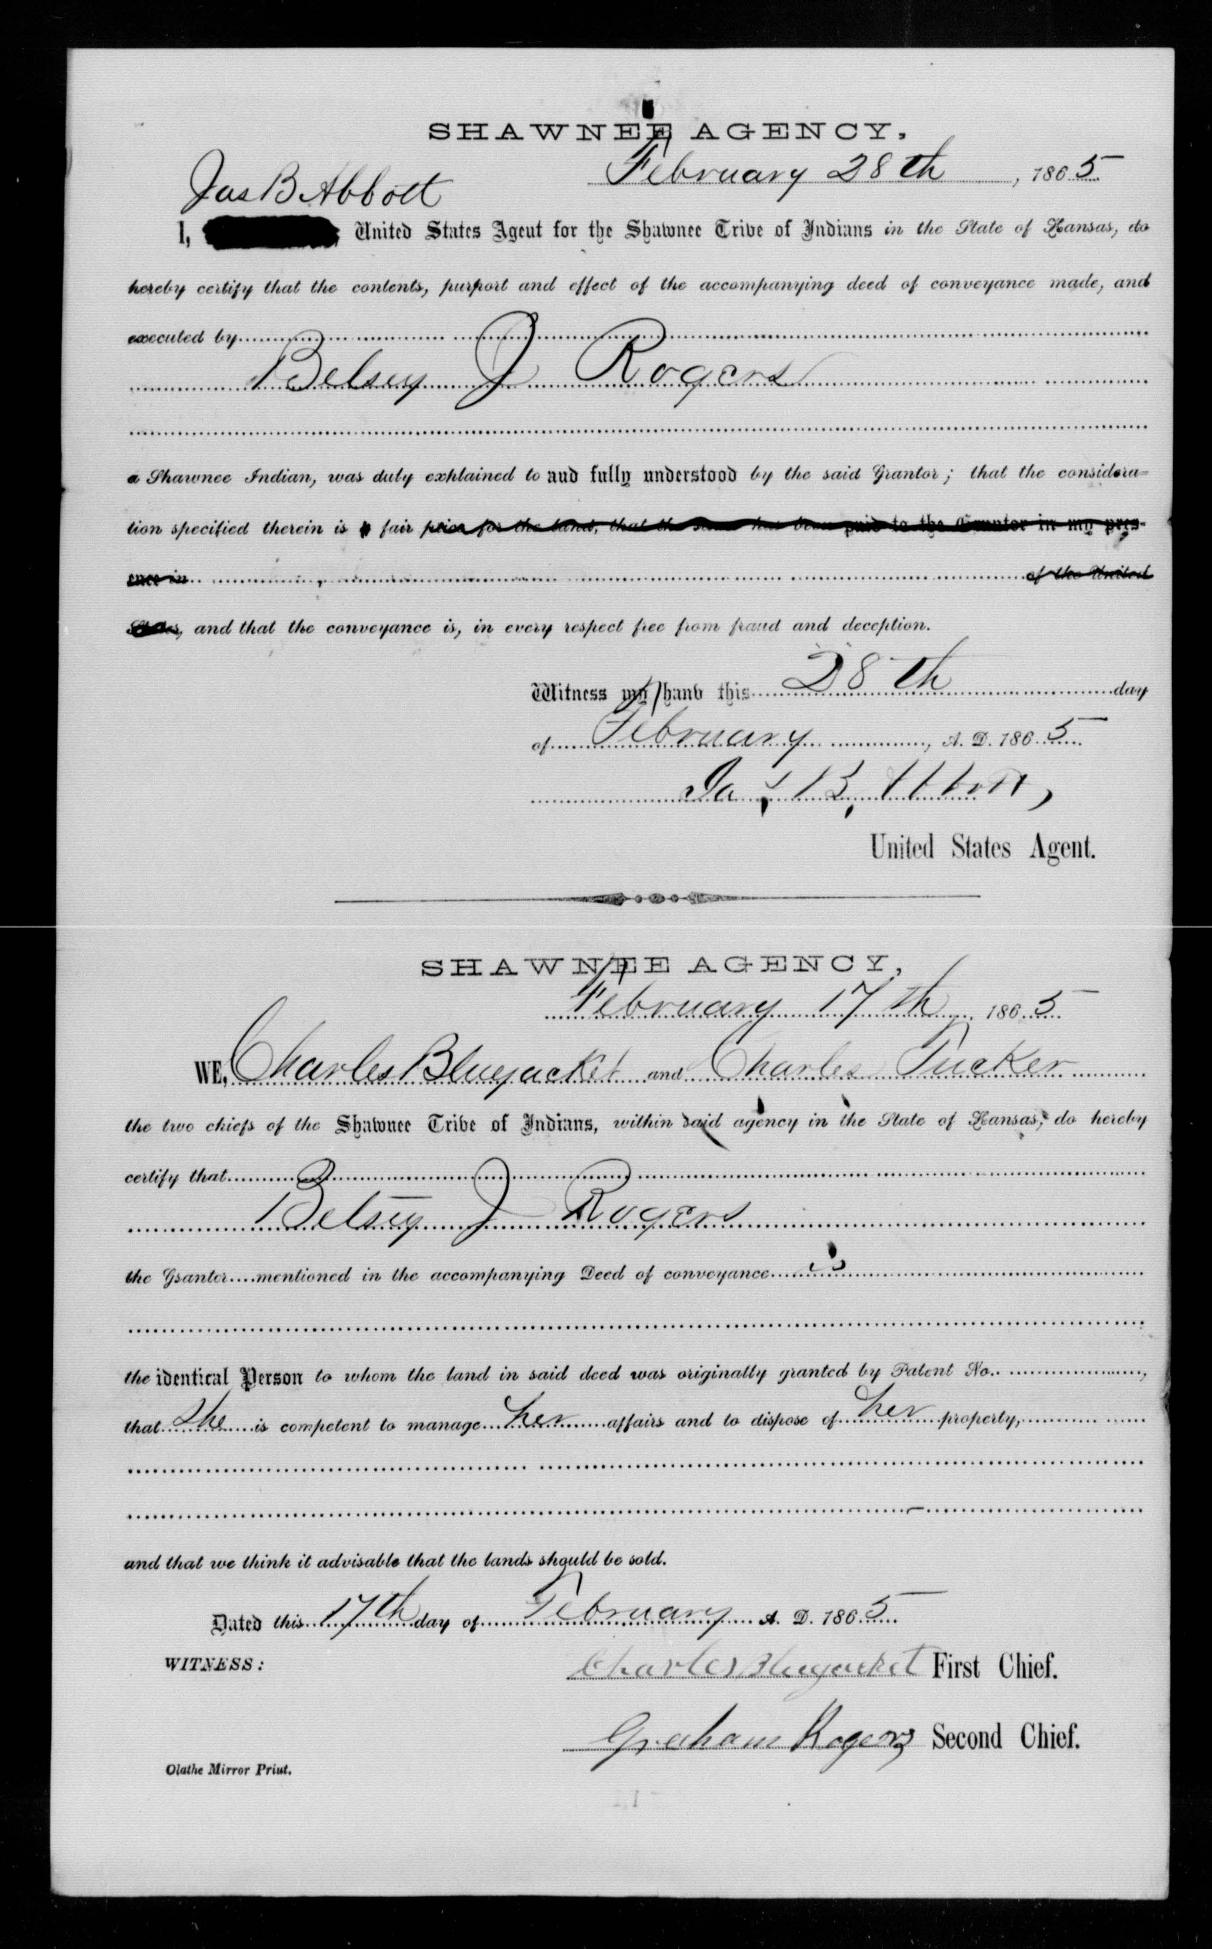 SHAWNEE AGENCY,
February 28th, 1865
Jas B Abbott
I, United States Agent for the Shawnee Tribe of Indians in the State of Kansas, do
hereby certify that the contents, purport and effect of the accompanying deed of conveyance made, and
executed by
Betsey J Rogers
a Shawnee Indian, was duly explained to and fully understood by the said Grantor; that the considera-
tion specified therein is a fair price for the land, that the same has been paid to the Grantor in my pres-
ence in of the United
States, and that the conveyance is, in every respect free from fraud and deception.
Witness my hand this 28th day
of February, A. D. 1865
Jas B. Abbott,
United States Agent.
SHAWNEE AGENCY,
February 17th, 1865
WE, Charles Bluejacket and Charles Tucker
the two chiefs of the Shawnee Tribe of Indians, within said agency in the State of Kansas, do hereby
certify that
Betsey J Rogers
the Grantor mentioned in the accompanying Deed of conveyance is
the identical Person to whom the land in said deed was originally granted by Patent No.
that she is competent to manage her affairs and to dispose of her property,
and that we think it advisable that the lands should be sold.
Dated this 17th day of February A. D. 1865
WITNESS: Charles Bluejacket First Chief.
Graham Rogers Second Chief.
Olathe Mirror Print.